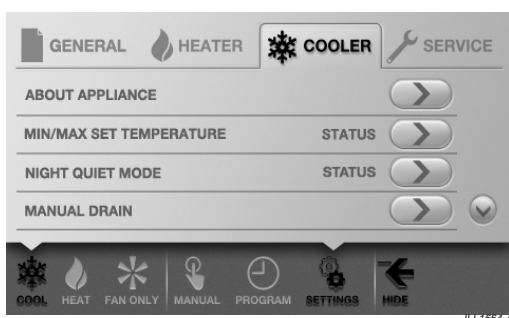 GENERAL HEATER COOLER SERVICE
ABOUT APPLIANCE
MIN/MAX SET TEMPERATURE STATUS
NIGHT QUIET MODE STATUS
MANUAL DRAIN
COOL HEAT FAN ONLY MANUAL PROGRAM SETTINGS HIDE